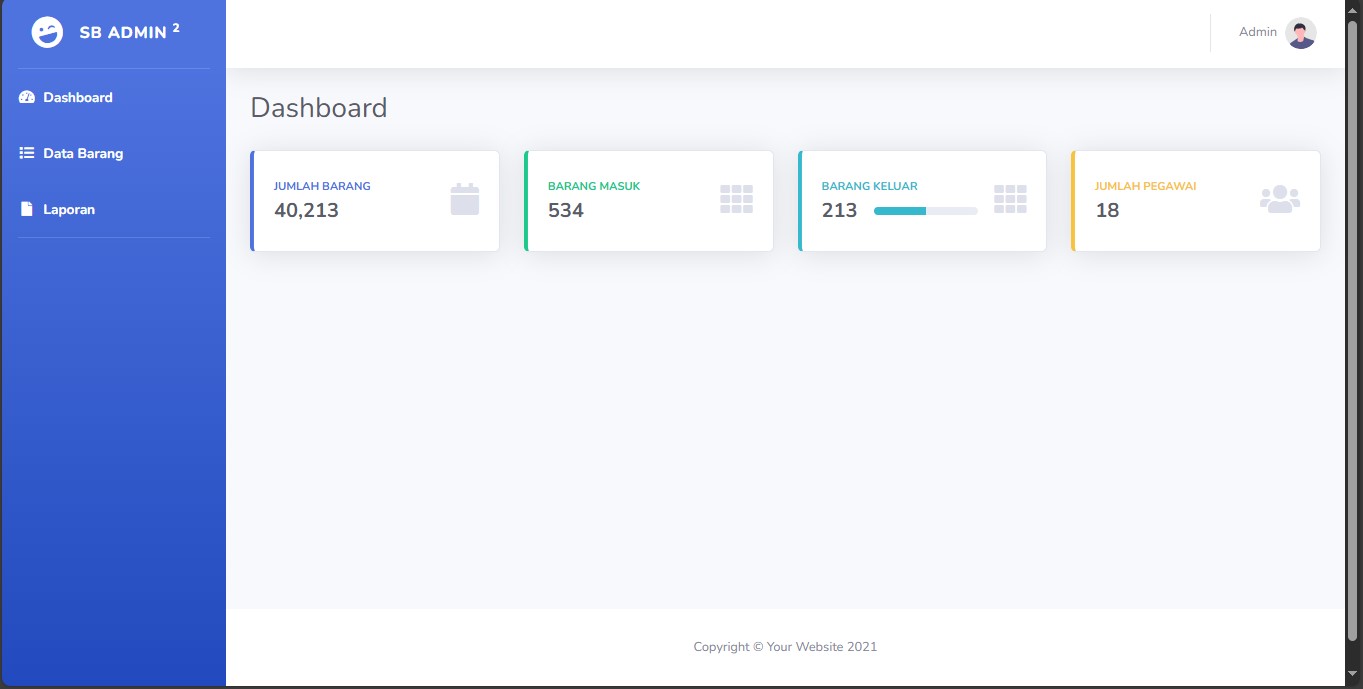 SB ADMIN 2
Admin
Dashboard
Data Barang
Laporan
Dashboard
JUMLAH BARANG
40,213
BARANG MASUK
534
BARANG KELUAR
213
JUMLAH PEGAWAI
18
Copyright © Your Website 2021